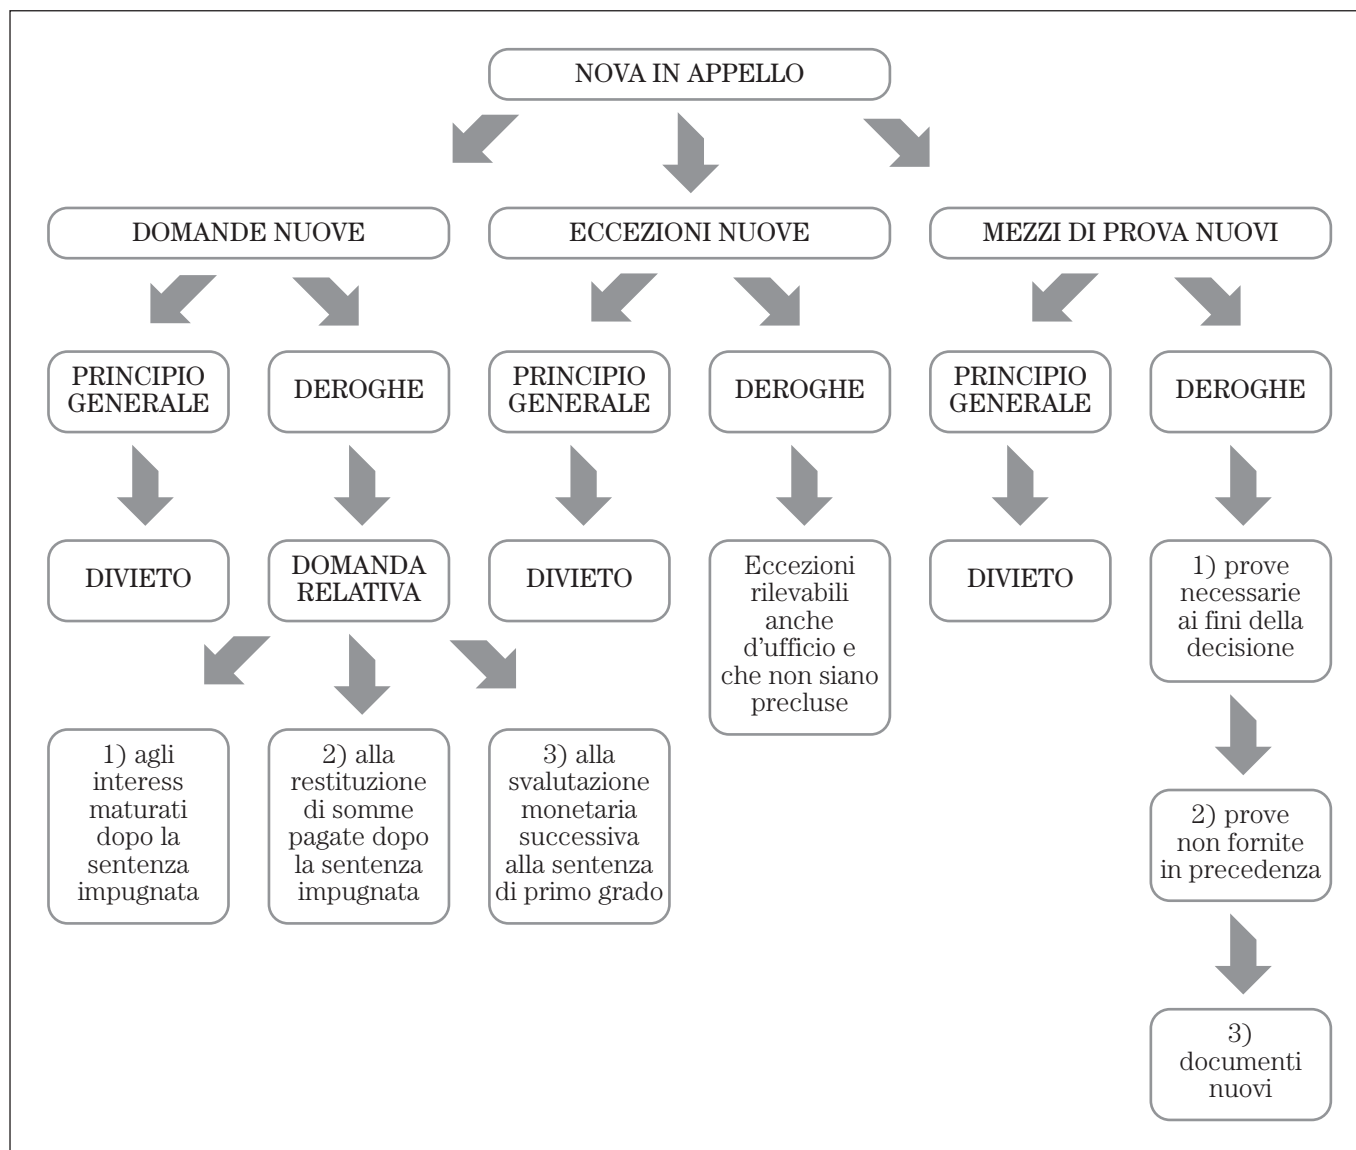 NOVA IN APPELLO
DOMANDE NUOVE
ECCEZIONI NUOVE
MEZZI DI PROVA NUOVI
PRINCIPIO
GENERALE
DEROGHE
PRINCIPIO
GENERALE
DEROGHE
PRINCIPIO
GENERALE
DEROGHE
DIVIETO
DOMANDA
RELATIVA
DIVIETO
Eccezioni
rilevabili
anche
d'ufficio e
che non siano
precluse
DIVIETO
1) prove
necessarie
ai fini della
decisione
1) agli
interess
maturati
dopo la
sentenza
impugnata
2) alla
restituzione
di somme
pagate dopo
la sentenza
impugnata
3) alla
svalutazione
monetaria
successiva
alla sentenza
di primo grado
2) prove
non fornite
in precedenza
3)
documenti
nuovi